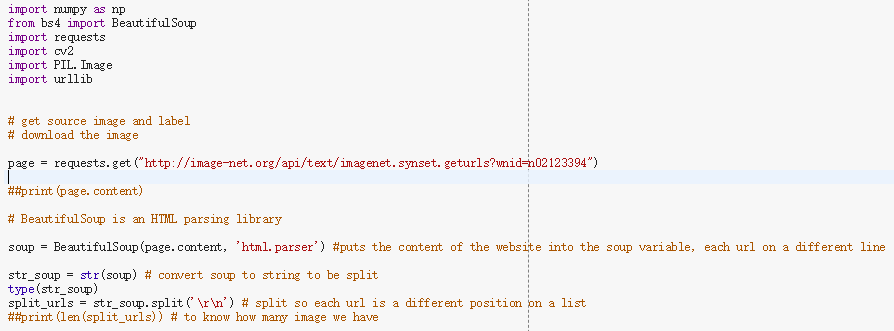 import numpy as np
from bs4 import BeautifulSoup
import requests
import cv2
import PIL.Image
import urllib
# get source image and label
# download the image
page = requests.get("http://image-net.org/api/text/imagenet.synset.geturls?wnid=n02123394")
##print(page.content)
# BeautifulSoup is an HTML parsing library
soup = BeautifulSoup(page.content, 'html.parser') #puts the content of the website into the soup variable, each url on a different line
str_soup = str(soup) # convert soup to string to be split
type(str_soup)
split_urls = str_soup.split('\r\n') # split so each url is a different position on a list
##print(len(split_urls)) # to know how many image we have